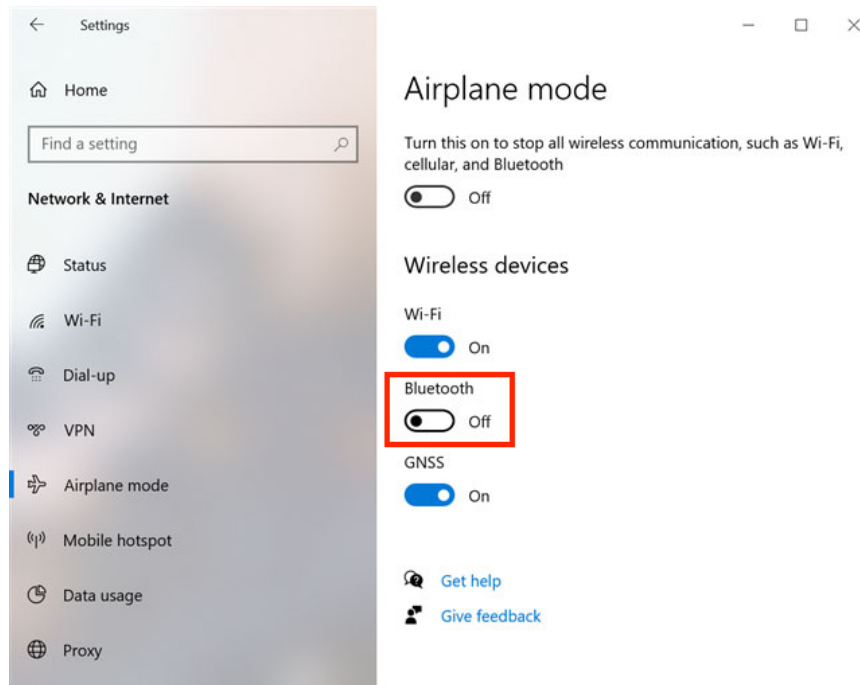 Settings
Home
Find a setting
Network & Internet
Status
Wi-Fi
Dial-up
VPN
Airplane mode
Mobile hotspot
Data usage
Proxy
Airplane mode
Turn this on to stop all wireless communication, such as Wi-Fi,
cellular, and Bluetooth
Off
Wireless devices
Wi-Fi
On
Bluetooth
Off
GNSS
On
Get help
Give feedback